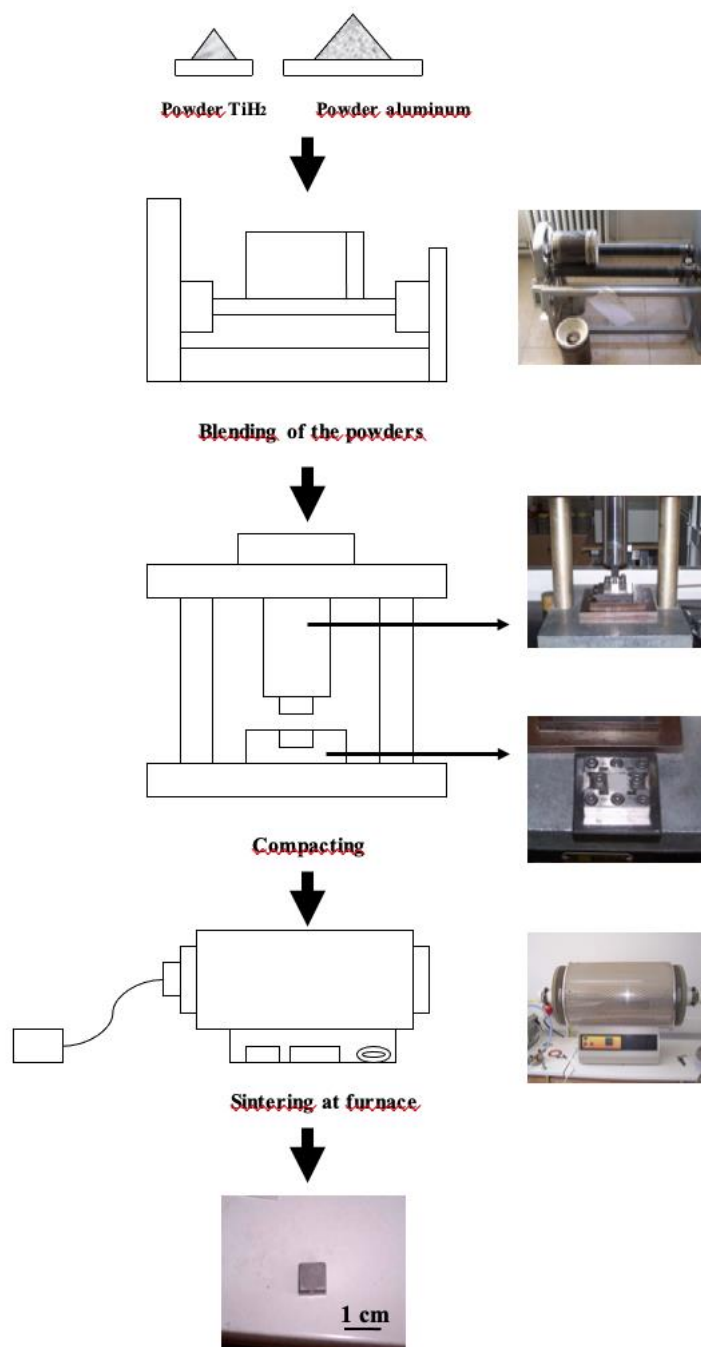 Powder TiH₂ Powder aluminum
Blending of the powders
Compacting
Sintering at furnace
1 cm